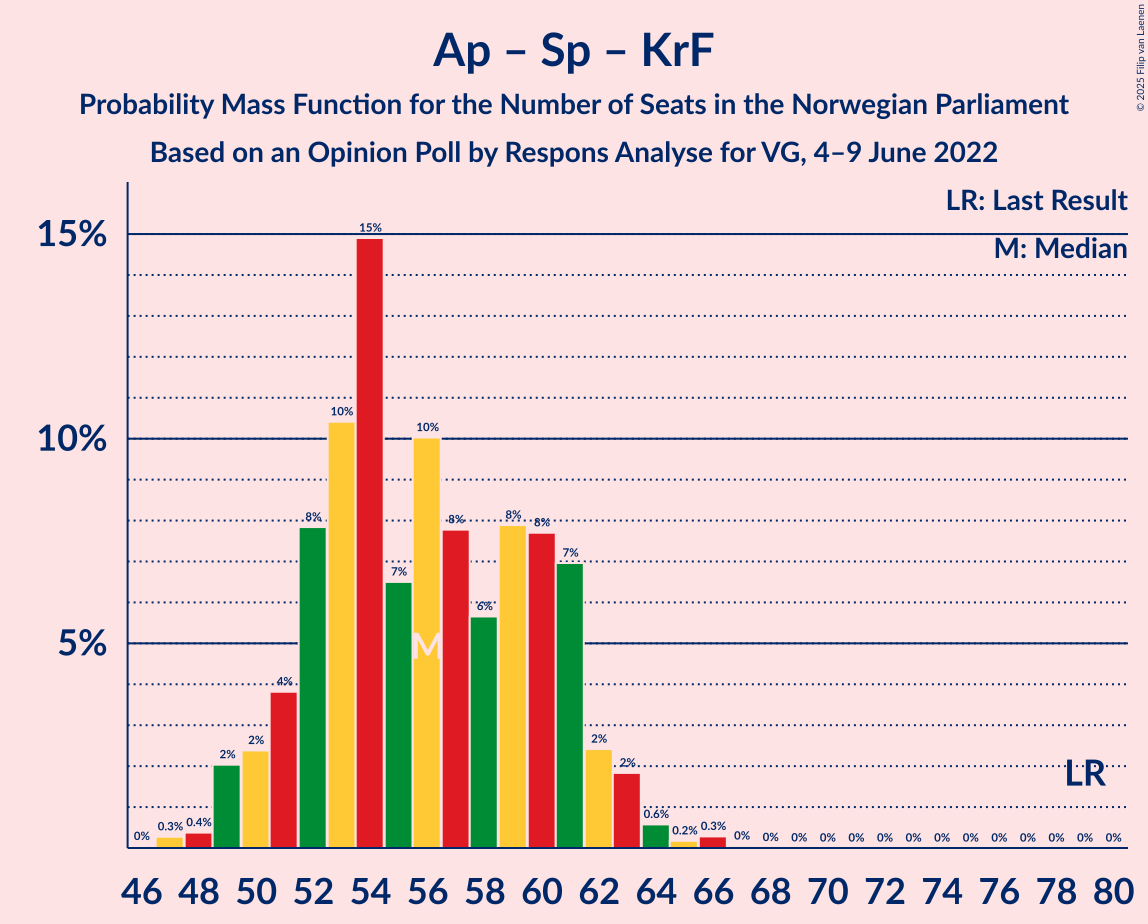 Ap – Sp – KrF
Probability Mass Function for the Number of Seats in the Norwegian Parliament
Based on an Opinion Poll by Respons Analyse for VG, 4–9 June 2022
© 2025 Filip van Laenen
LR: Last Result
M: Median
15%
10%
5%
0% 0.3% 0.4% 2% 2% 4% 8% 10% 15% 7% 10% 8% 6% 8% 8% 7% 2% 2% 0.6% 0.2% 0.3% 0% 0% 0% 0% 0% 0% 0% 0% 0% 0% 0% 0% 0% 0%
M
LR
46 48 50 52 54 56 58 60 62 64 66 68 70 72 74 76 78 80